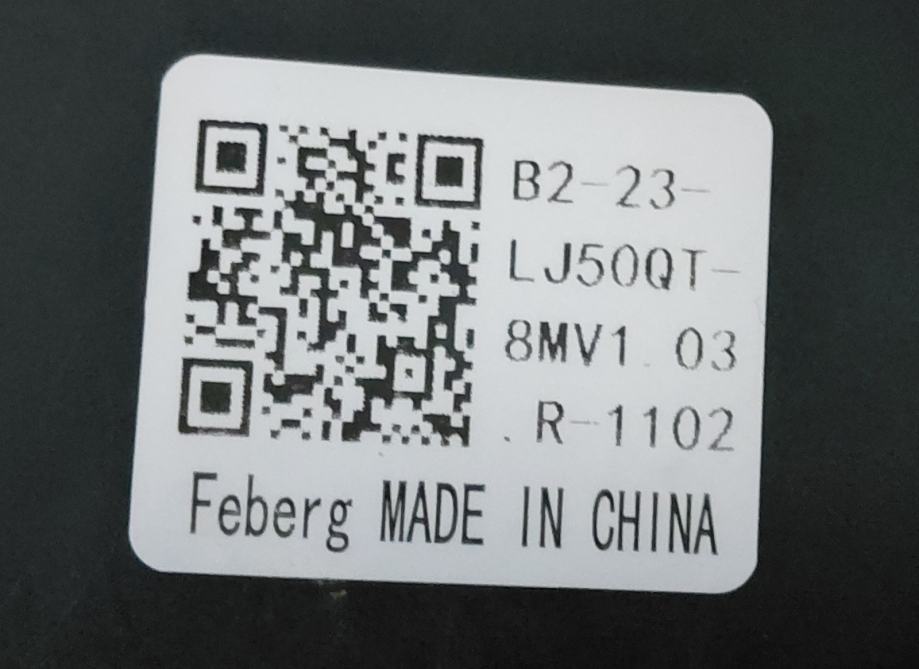 B2-23-
LJ50QT-
8MV1.03
.R-1102
Feberg MADE IN CHINA